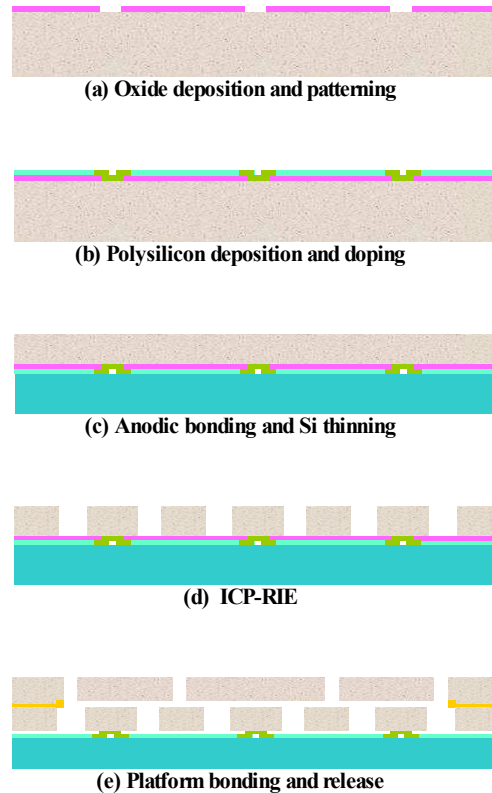 (a) Oxide deposition and patterning
(b) Polysilicon deposition and doping
(c) Anodic bonding and Si thinning
(d) ICP-RIE
(e) Platform bonding and release